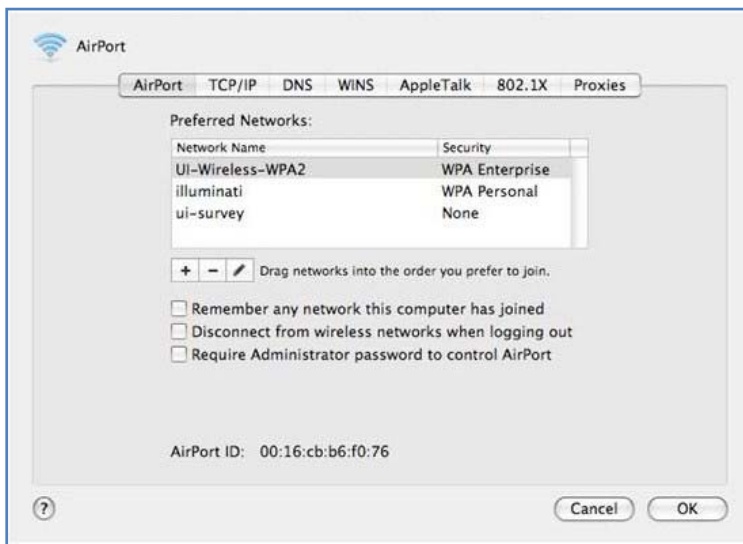 AirPort
AirPort TCP/IP DNS WINS AppleTalk 802.1X Proxies
Preferred Networks:
Network Name Security
UI-Wireless-WPA2 WPA Enterprise
illuminati WPA Personal
ui-survey None
+ - Drag networks into the order you prefer to join.
Remember any network this computer has joined
Disconnect from wireless networks when logging out
Require Administrator password to control AirPort
AirPort ID: 00:16:cb:b6:f0:76
? Cancel OK